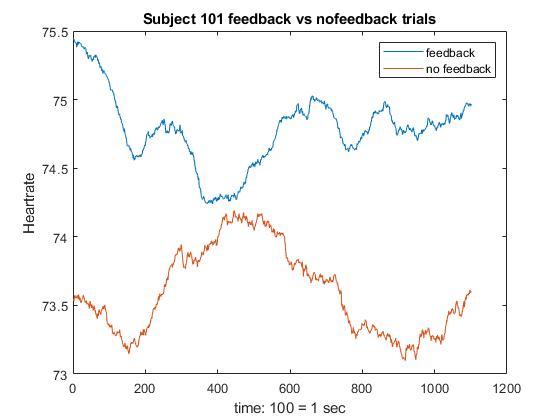 Subject 101 feedback vs nofeedback trials
75.5
75
74.5
74
73.5
73
Heartrate
feedback
no feedback
0
200
400
600
800
1000
1200
time: 100 = 1 sec